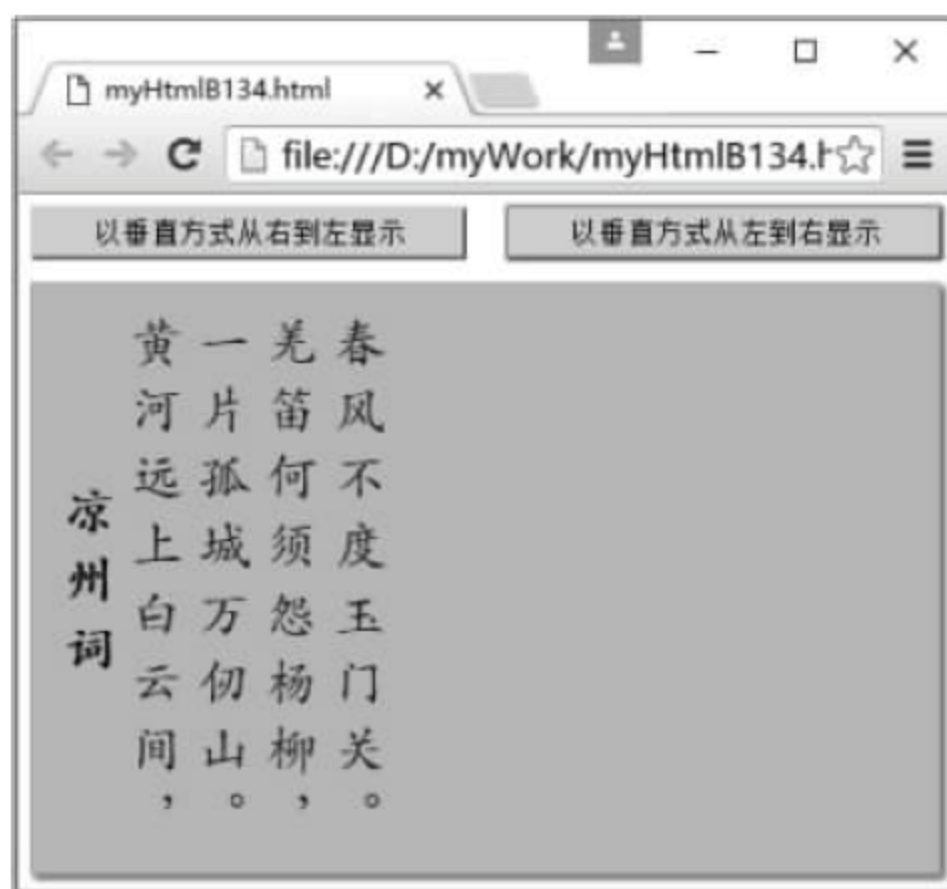 myHtmlB134.html
file:///D:/myWork/myHtmlB134.h
以垂直方式从右到左显示
以垂直方式从左到右显示
凉州词
黄河远上白云间，
一片孤城万仞山。
羌笛何须怨杨柳，
春风不度玉门关。